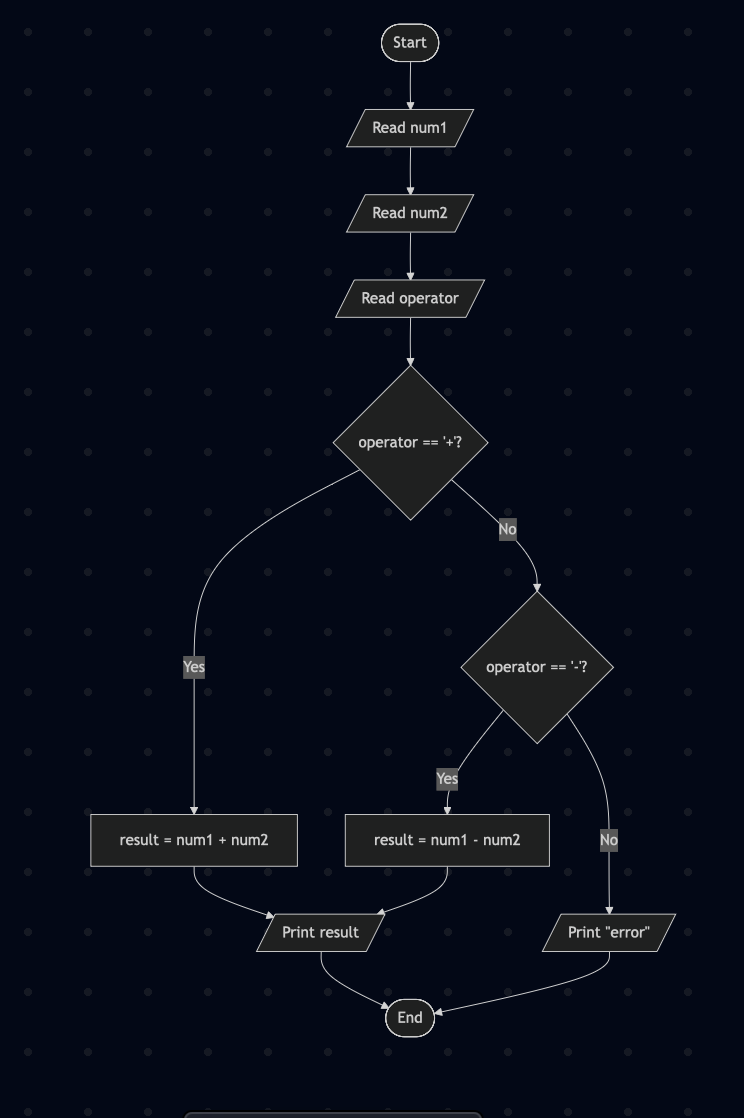 Start
Read num1
Read num2
Read operator
operator == '+'?
No
Yes
operator == '-'?
Yes
No
result = num1 + num2
result = num1 - num2
Print result
Print "error"
End